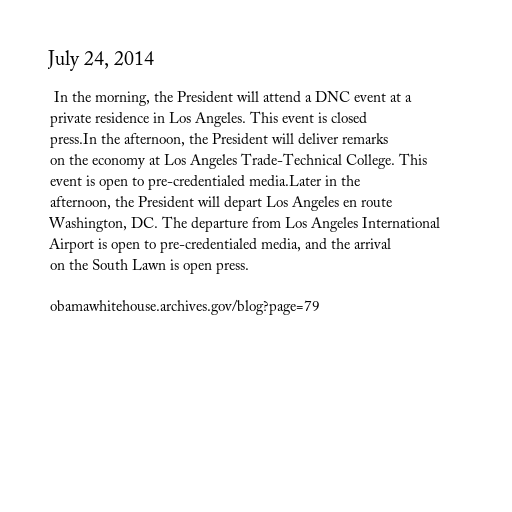 July 24, 2014
In the morning, the President will attend a DNC event at a
private residence in Los Angeles. This event is closed
press.In the afternoon, the President will deliver remarks
on the economy at Los Angeles Trade-Technical College. This
event is open to pre-credentialed media.Later in the
afternoon, the President will depart Los Angeles en route
Washington, DC. The departure from Los Angeles International
Airport is open to pre-credentialed media, and the arrival
on the South Lawn is open press.
obamawhitehouse.archives.gov/blog?page=79